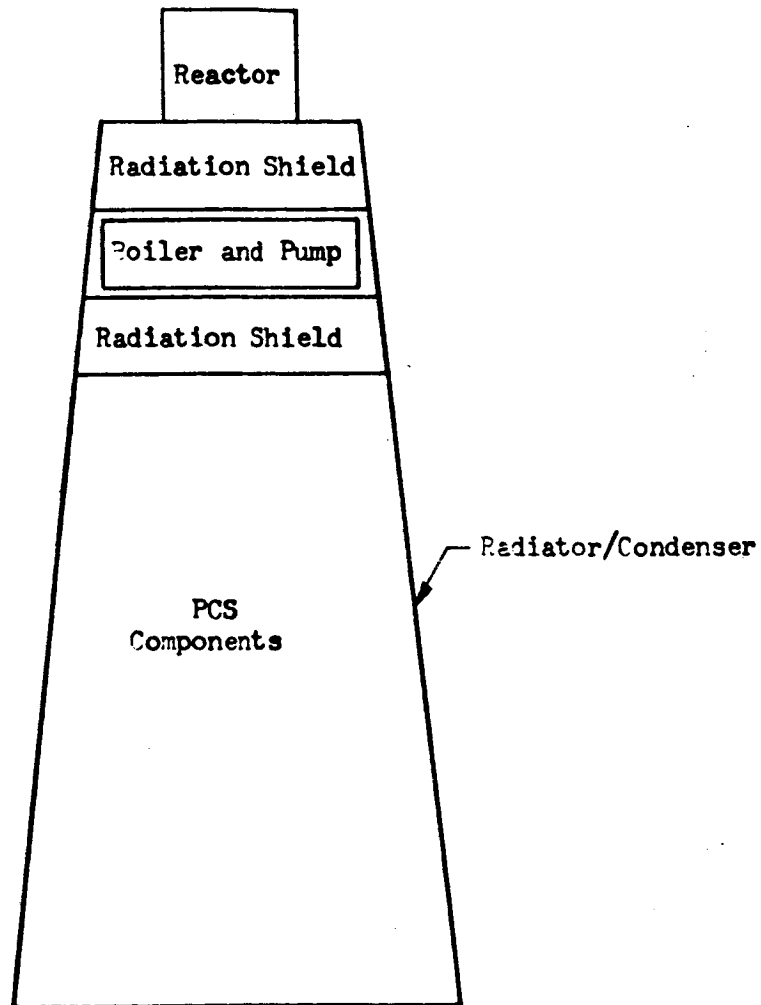 Reactor
Radiation Shield
Boiler and Pump
Radiation Shield
Radiator/Condenser
PCS
Components